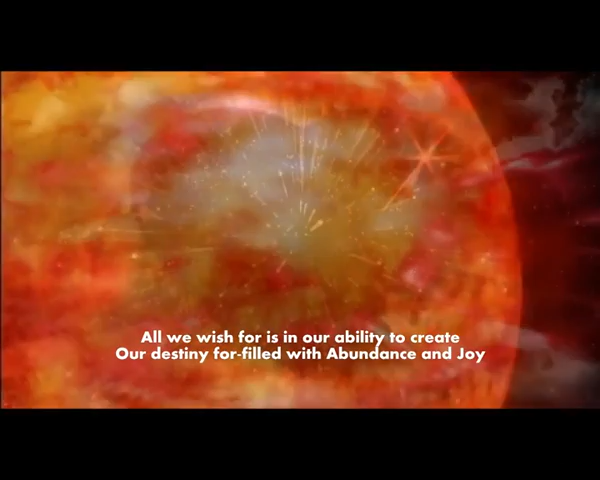 All we wish for is in our ability to create
Our destiny for-filled with Abundance and Joy